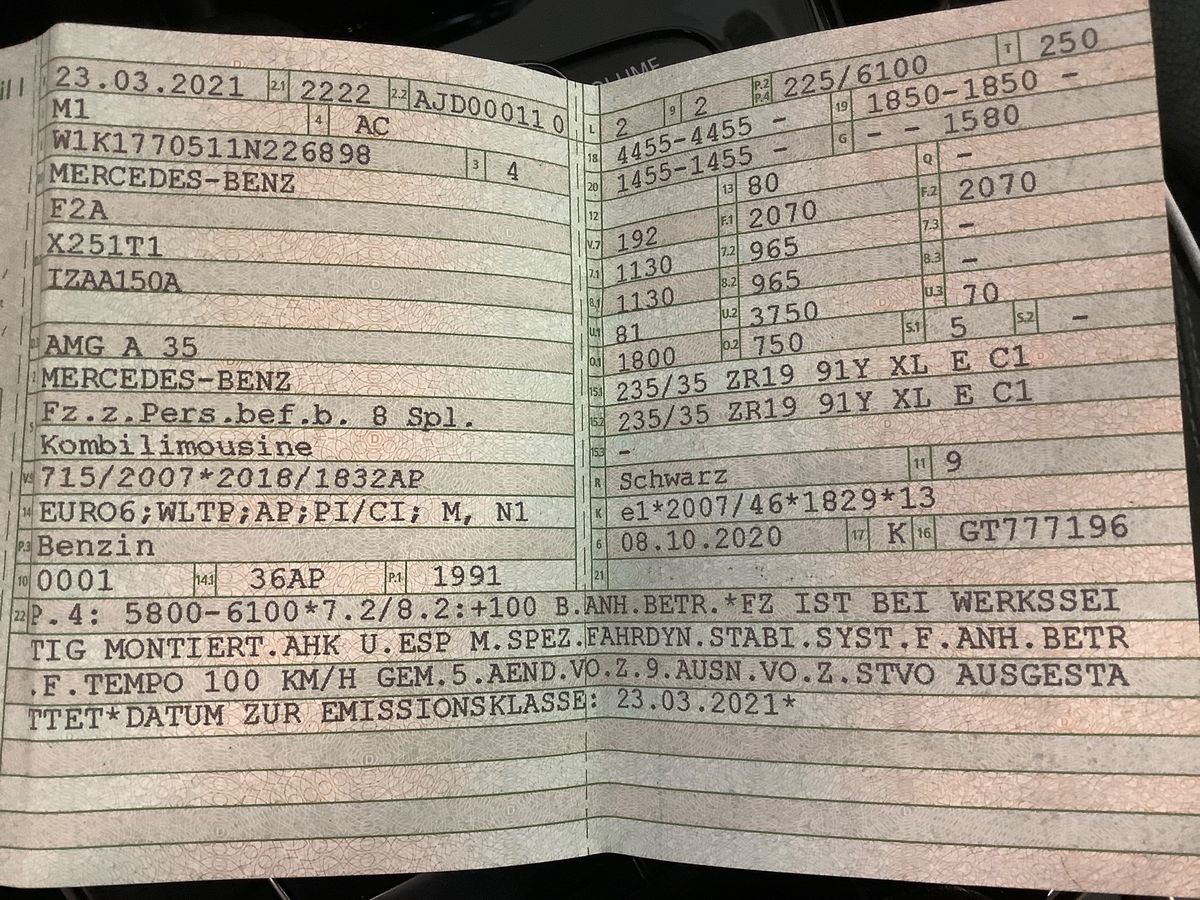 VOLUME
23.03.2021 2.1 2222 2.2 AJD00011 0
M1 4 AC
W1K1770511N226898 3 4
MERCEDES-BENZ
F2A
X251T1
IZAA150A
AMG A 35
MERCEDES-BENZ
5 Fz.z.Pers.bef.b. 8 Spl.
Kombilimousine
V.9 715/2007*2018/1832AP
14 EURO6;WLTP;AP;PI/CI; M, N1
P.3 Benzin
10 0001 14.1 36AP P.1 1991
L 2 9 2 P.2 P.4 225/6100 T 250
18 4455-4455 - 19 1850-1850 -
20 1455-1455 - G - - 1580
12 13 80 Q -
V.7 192 F.1 2070 F.2 2070
7.1 1130 7.2 965 7.3 -
8.1 1130 8.2 965 8.3 -
U.1 81 U.2 3750 U.3 70
O.1 1800 O.2 750 S.1 5 S.2 -
15.1 235/35 ZR19 91Y XL E C1
15.2 235/35 ZR19 91Y XL E C1
15.3 -
R Schwarz 11 9
K e1*2007/46*1829*13
6 08.10.2020 17 K 16 GT777196
21
22 P.4: 5800-6100*7.2/8.2:+100 B.ANH.BETR.*FZ IST BEI WERKSSEI
TIG MONTIERT.AHK U.ESP M.SPEZ.FAHRDYN.STABI.SYST.F.ANH.BETR
.F.TEMPO 100 KM/H GEM.5.AEND.VO.Z.9.AUSN.VO.Z.STVO AUSGESTA
TTET*DATUM ZUR EMISSIONSKLASSE: 23.03.2021*